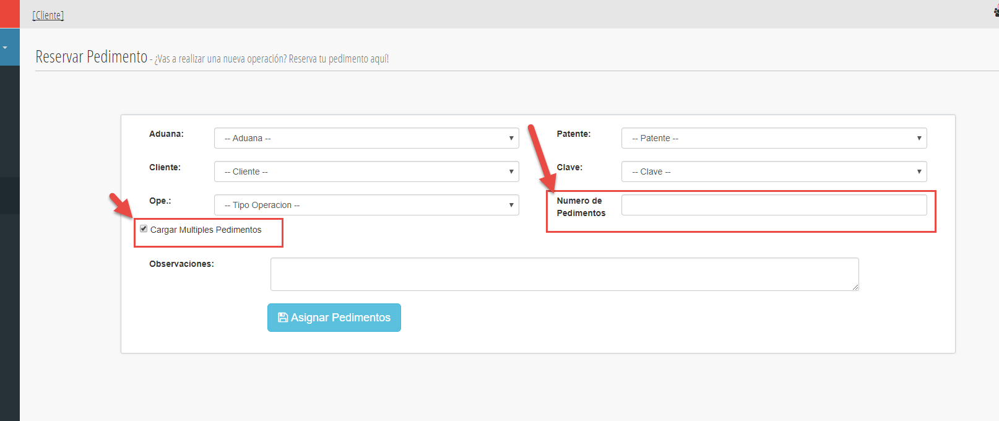 [Cliente]
Reservar Pedimento - ¿Vas a realizar una nueva operación? Reserva tu pedimento aquí!
Aduana:
-- Aduana --
Patente:
-- Patente --
Cliente:
-- Cliente --
Clave:
-- Clave --
Ope.:
-- Tipo Operacion --
Numero de
Pedimentos
Cargar Multiples Pedimentos
Observaciones:
Asignar Pedimentos